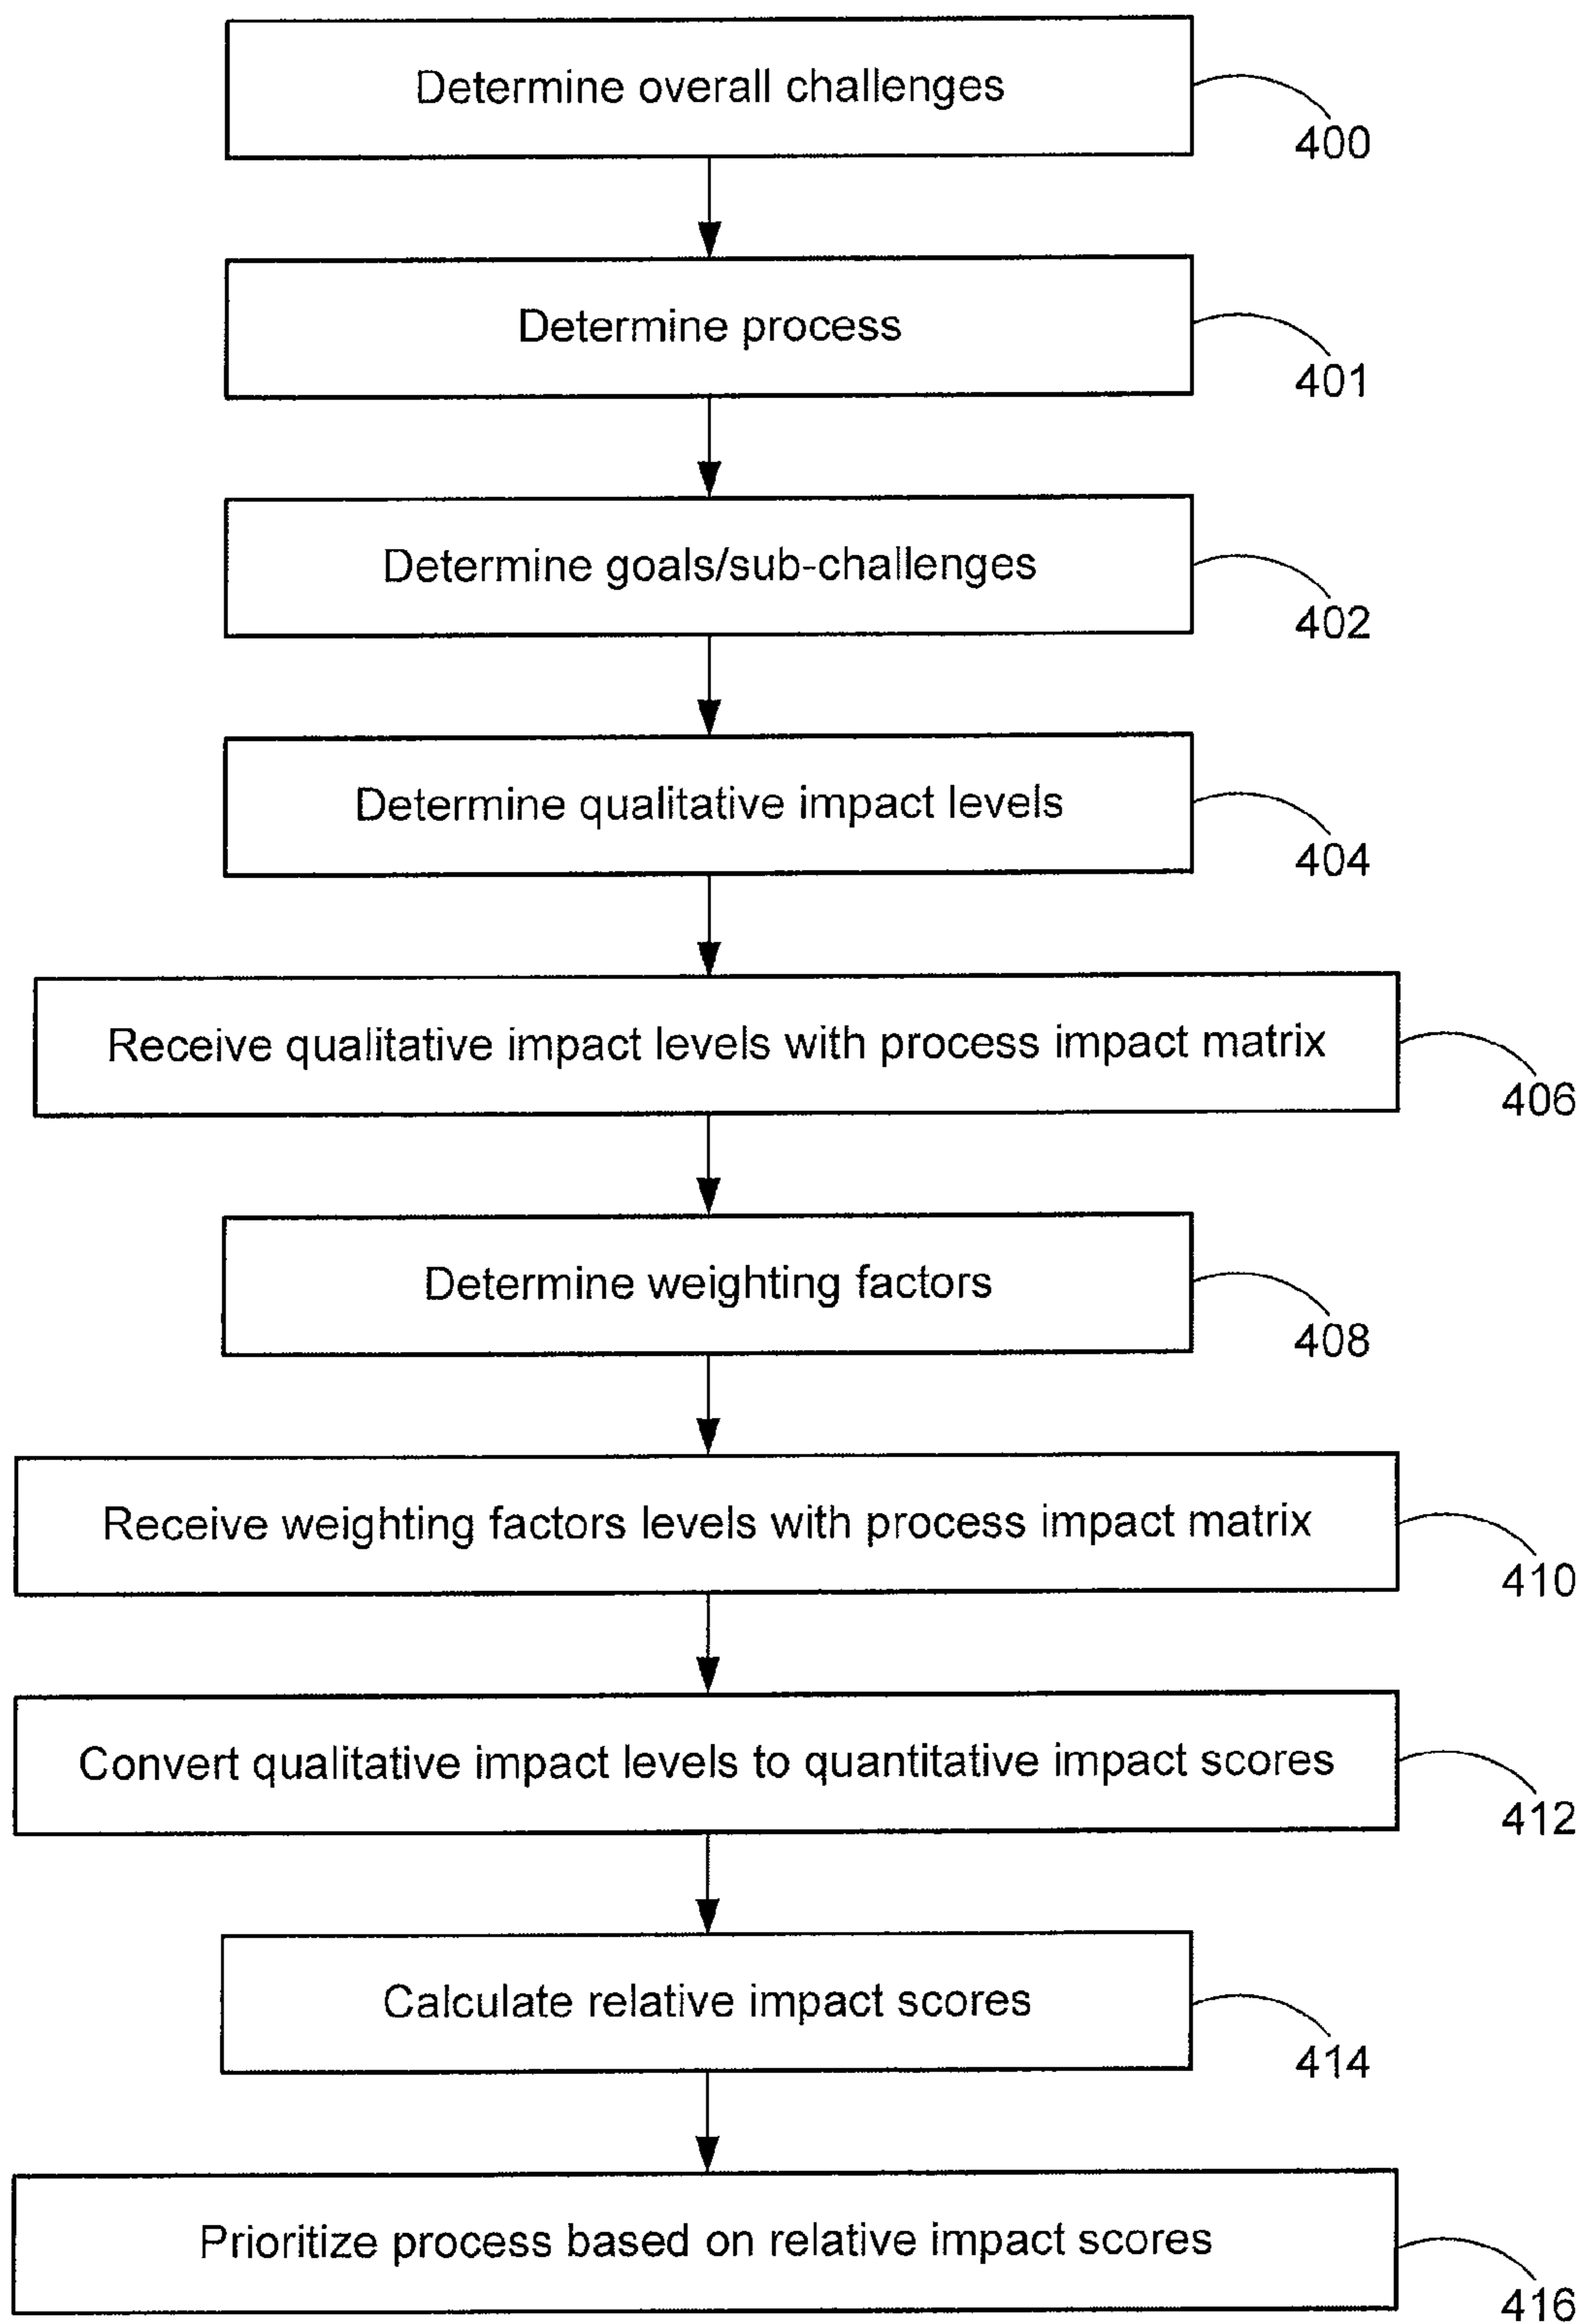 Determine overall challenges
400
Determine process
401
Determine goals/sub-challenges
402
Determine qualitative impact levels
404
Receive qualitative impact levels with process impact matrix
406
Determine weighting factors
408
Receive weighting factors levels with process impact matrix
410
Convert qualitative impact levels to quantitative impact scores
412
Calculate relative impact scores
414
Prioritize process based on relative impact scores
416